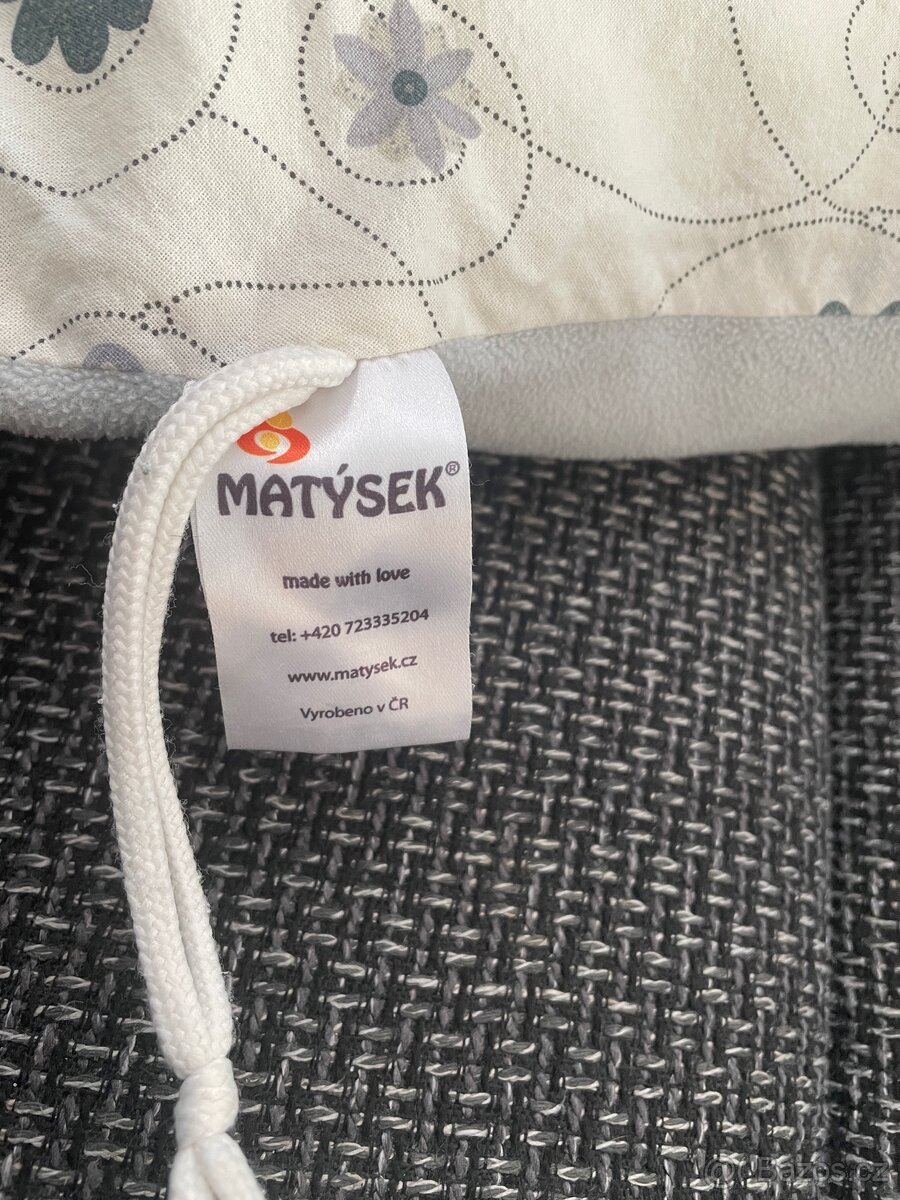 MATÝSEK®
made with love
tel: +420 723335204
www.matysek.cz
Vyrobeno v ČR
Bazos.cz